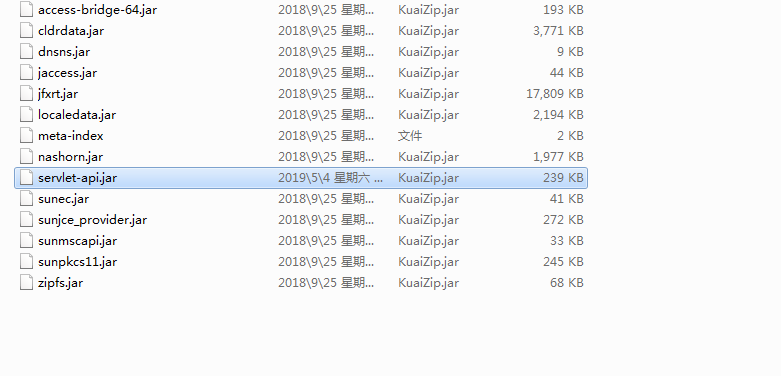 access-bridge-64.jar 2018\9\25 星期... KuaiZip.jar 193 KB
cldrdata.jar 2018\9\25 星期... KuaiZip.jar 3,771 KB
dnsns.jar 2018\9\25 星期... KuaiZip.jar 9 KB
jaccess.jar 2018\9\25 星期... KuaiZip.jar 44 KB
jfxrt.jar 2018\9\25 星期... KuaiZip.jar 17,809 KB
localedata.jar 2018\9\25 星期... KuaiZip.jar 2,194 KB
meta-index 2018\9\25 星期... 文件 2 KB
nashorn.jar 2018\9\25 星期... KuaiZip.jar 1,977 KB
servlet-api.jar 2019\5\4 星期六 ... KuaiZip.jar 239 KB
sunec.jar 2018\9\25 星期... KuaiZip.jar 41 KB
sunjce_provider.jar 2018\9\25 星期... KuaiZip.jar 272 KB
sunmscapi.jar 2018\9\25 星期... KuaiZip.jar 33 KB
sunpkcs11.jar 2018\9\25 星期... KuaiZip.jar 245 KB
zipfs.jar 2018\9\25 星期... KuaiZip.jar 68 KB